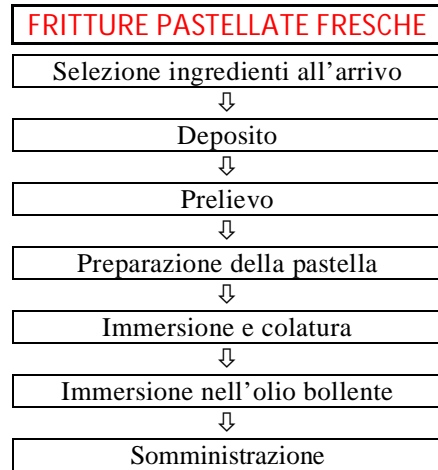 FRITTURE PASTELLATE FRESCHE
Selezione ingredienti all'arrivo
⇩
Deposito
⇩
Prelievo
⇩
Preparazione della pastella
⇩
Immersione e colatura
⇩
Immersione nell'olio bollente
⇩
Somministrazione